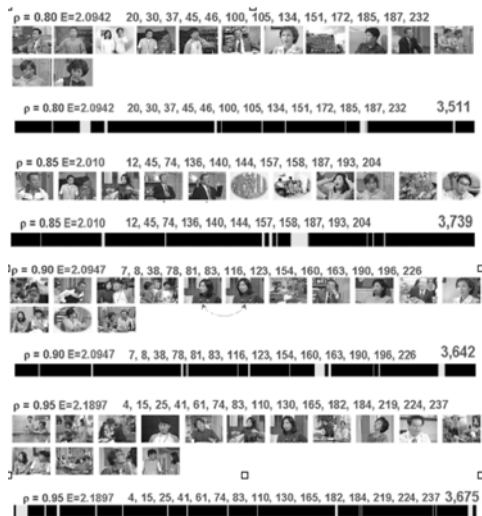 ρ = 0.80 E=2.0942 20, 30, 37, 45, 46, 100, 105, 134, 151, 172, 185, 187, 232
ρ = 0.80 E=2.0942 20, 30, 37, 45, 46, 100, 105, 134, 151, 172, 185, 187, 232 3,511
ρ = 0.85 E=2.010 12, 45, 74, 136, 140, 144, 157, 158, 187, 193, 204
ρ = 0.85 E=2.010 12, 45, 74, 136, 140, 144, 157, 158, 187, 193, 204 3,739
ρ = 0.90 E=2.0947 7, 8, 38, 78, 81, 83, 116, 123, 154, 160, 163, 190, 196, 226
ρ = 0.90 E=2.0947 7, 8, 38, 78, 81, 83, 116, 123, 154, 160, 163, 190, 196, 226 3,642
ρ = 0.95 E=2.1897 4, 15, 25, 41, 61, 74, 83, 110, 130, 165, 182, 184, 219, 224, 237
ρ = 0.95 E=2.1897 4, 15, 25, 41, 61, 74, 83, 110, 130, 165, 182, 184, 219, 224, 237 3,675